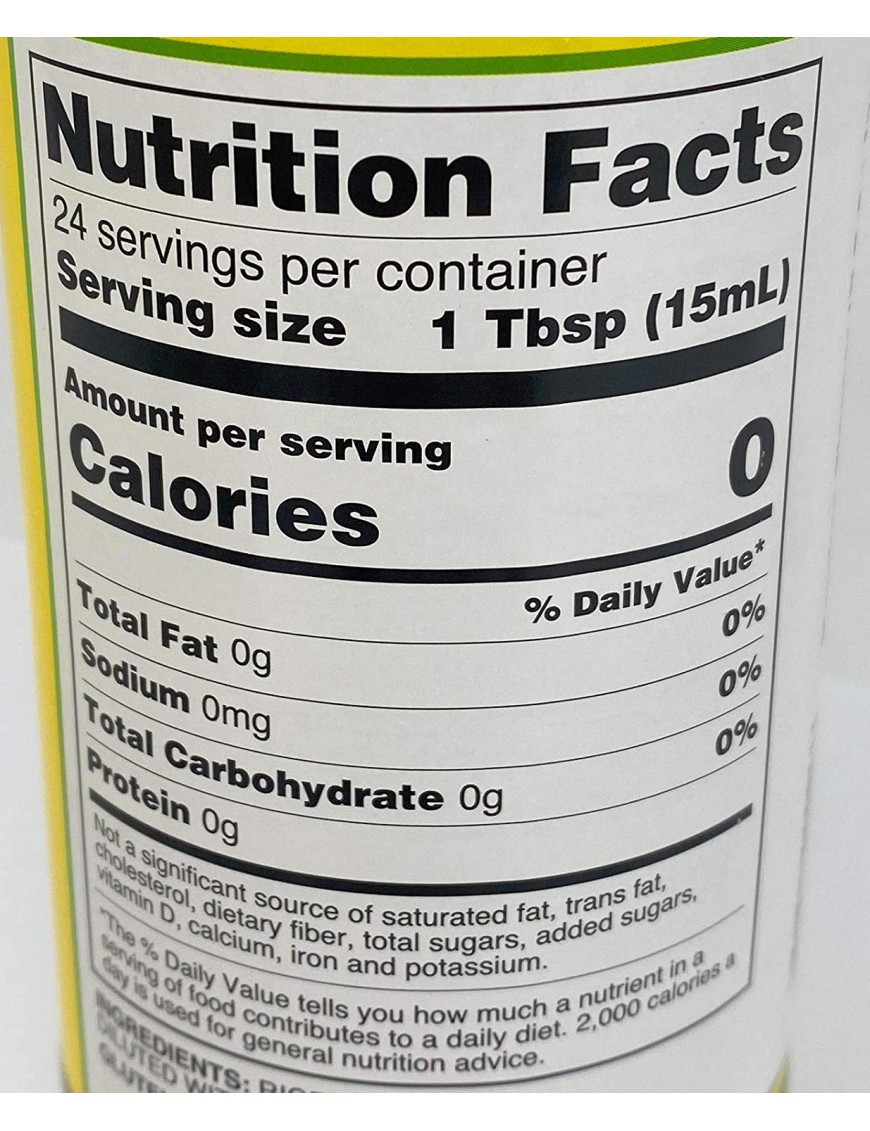 Nutrition Facts
24 servings per container
Serving size 1 Tbsp (15mL)
Amount per serving
Calories 0
% Daily Value*
Total Fat 0g 0%
Sodium 0mg 0%
Total Carbohydrate 0g 0%
Protein 0g
Not a significant source of saturated fat, trans fat,
cholesterol, dietary fiber, total sugars, added sugars,
vitamin D, calcium, iron and potassium.
*The % Daily Value tells you how much a nutrient in a
serving of food contributes to a daily diet. 2,000 calories a
day is used for general nutrition advice.
INGREDIENTS:
DILUTED